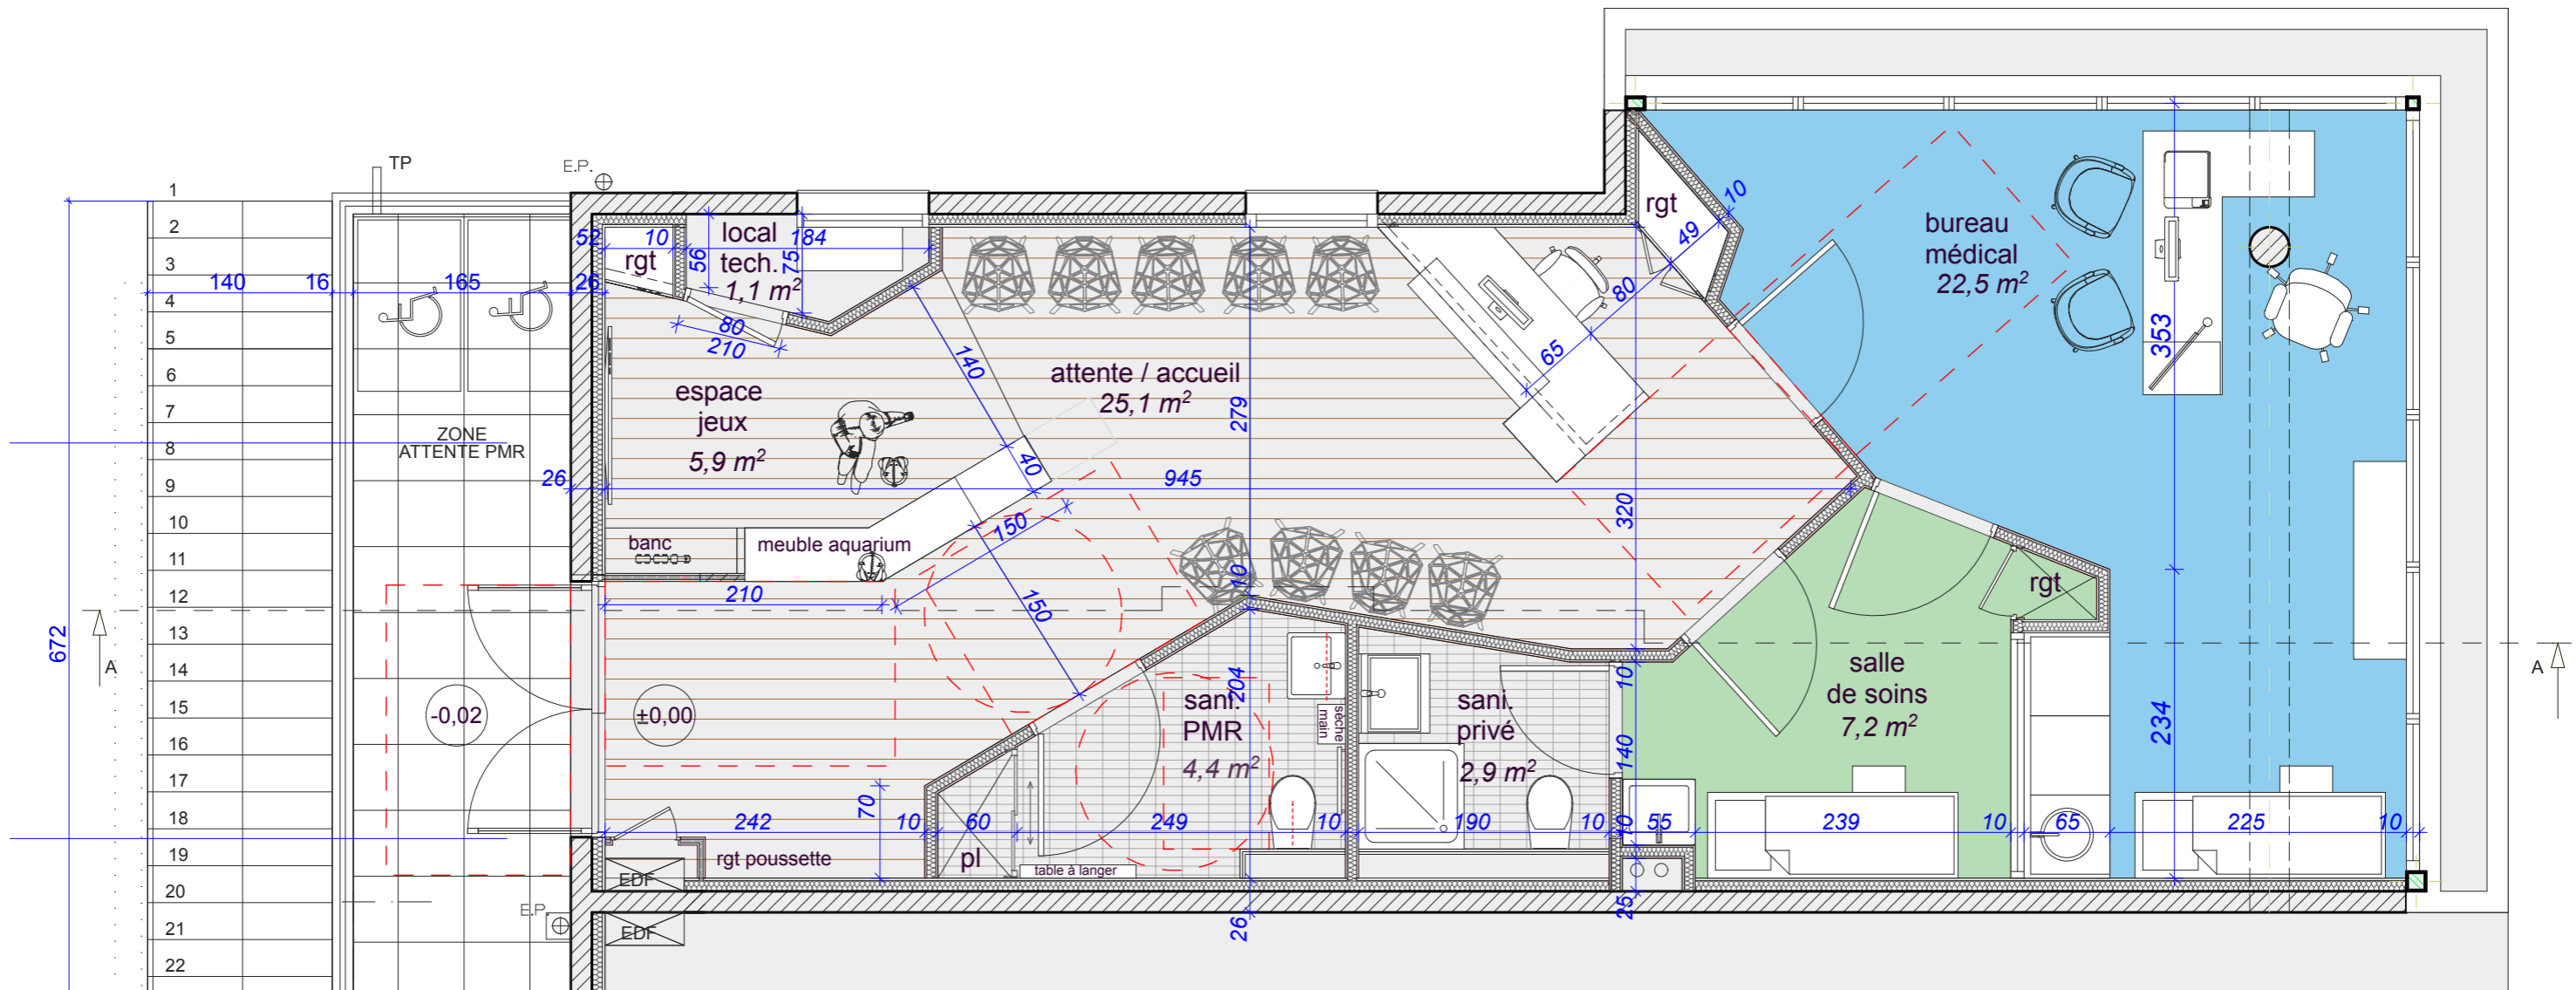 TP
E.P.
1
2
3
4
5
6
7
8
9
10
11
12
13
14
15
16
17
18
19
20
21
22
672
140
16
165
26
ZONE
ATTENTE PMR
26
A
-0,02
±0,00
E.P.
EDF
EDF
52
10
rgt
56
local
tech.
1,1 m²
184
75
80
210
espace
jeux
5,9 m²
140
40
banc
meuble aquarium
210
150
150
attente / accueil
25,1 m²
279
945
10
65
80
49
10
rgt
320
bureau
médical
22,5 m²
353
rgt
salle
de soins
7,2 m²
234
A
sani.
PMR
4,4 m²
204
sèche
main
sani.
privé
2,9 m²
10
140
70
242
10
60
249
10
190
10
10
55
239
10
65
225
10
rgt poussette
pl
table à langer
26
25